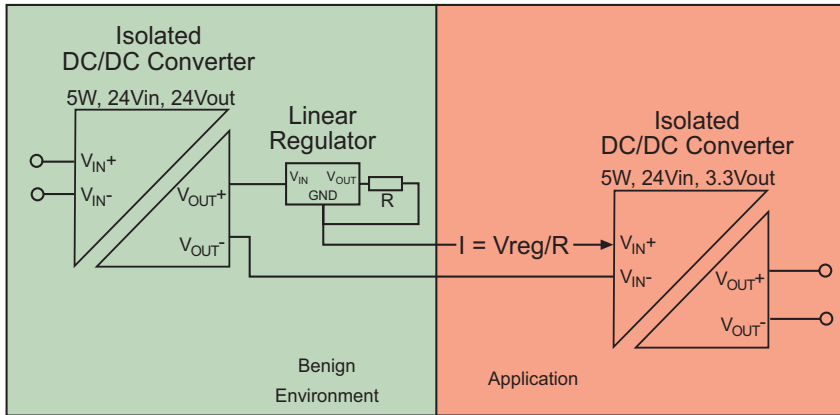 Isolated
DC/DC Converter
5W, 24Vin, 24Vout
VIN+
VIN-
VOUT+
VOUT-
Linear
Regulator
VIN
VOUT
GND
R
I = Vreg/R
Isolated
DC/DC Converter
5W, 24Vin, 3.3Vout
VIN+
VIN-
VOUT+
VOUT-
Benign
Environment
Application